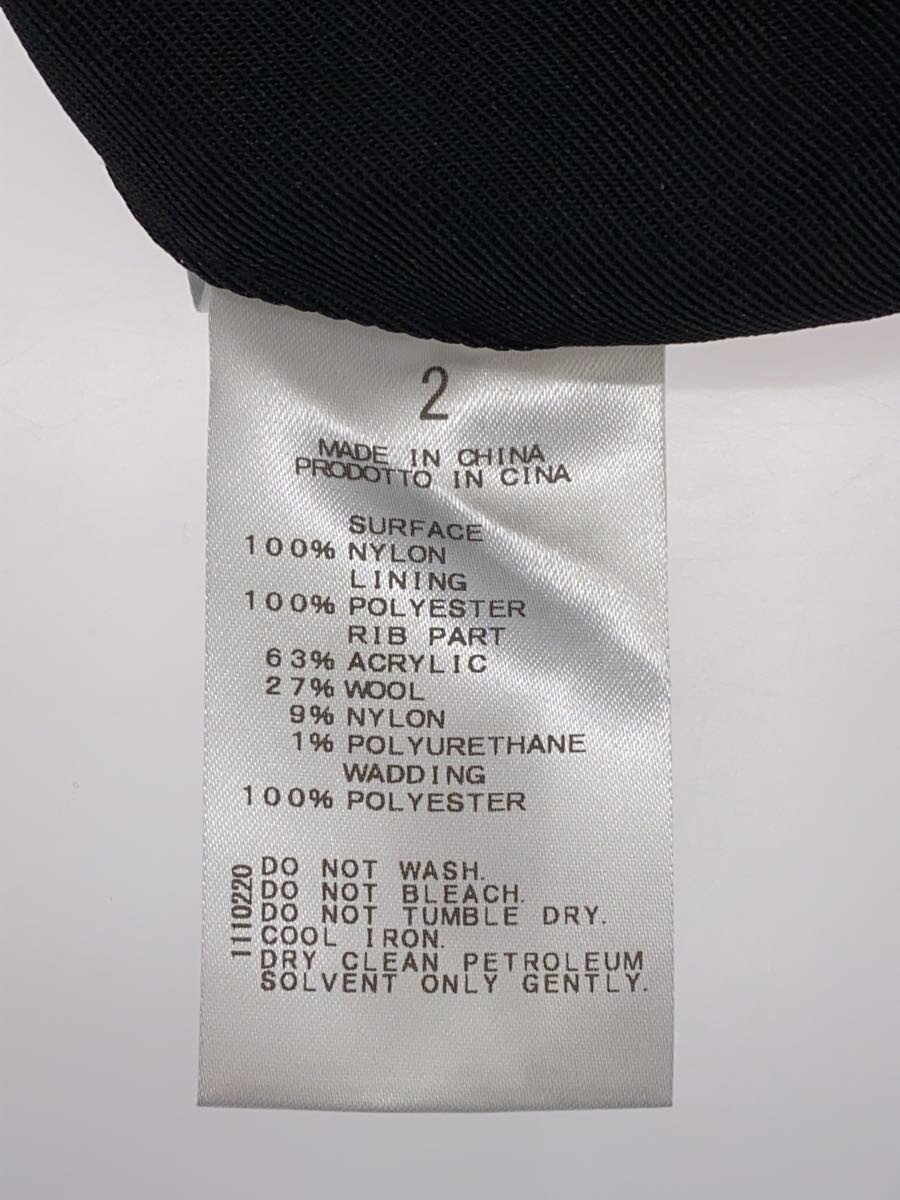 2
MADE IN CHINA
PRODOTTO IN CINA
SURFACE
100% NYLON
LINING
100% POLYESTER
RIB PART
63% ACRYLIC
27% WOOL
9% NYLON
1% POLYURETHANE
WADDING
100% POLYESTER
1110220
DO NOT WASH.
DO NOT BLEACH.
DO NOT TUMBLE DRY.
COOL IRON.
DRY CLEAN PETROLEUM
SOLVENT ONLY GENTLY.